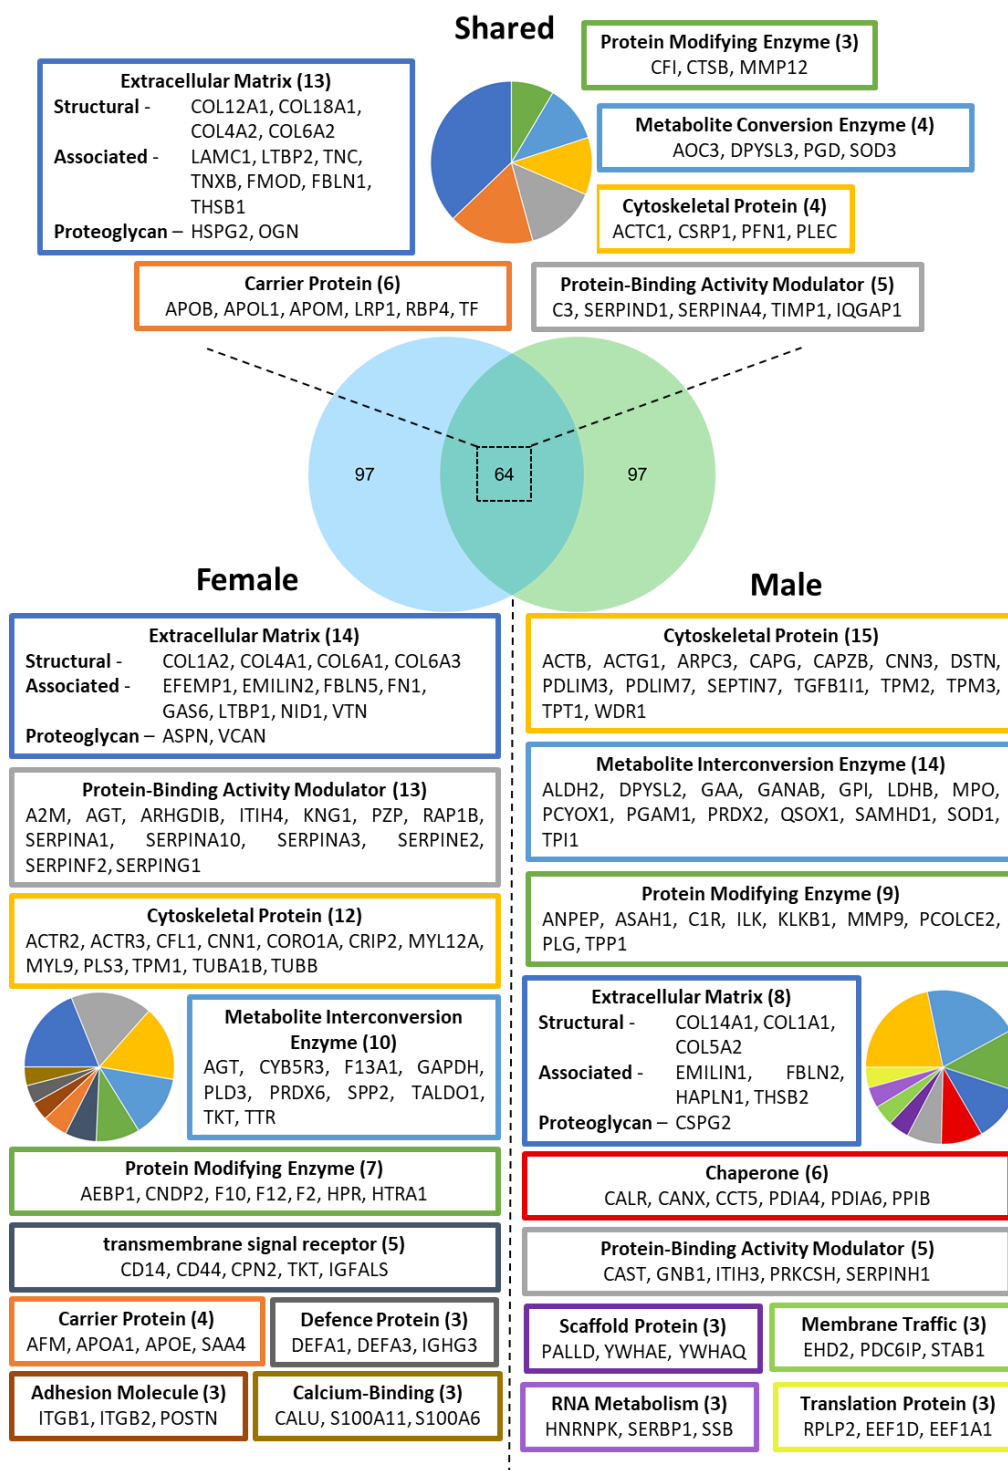 Shared
Protein Modifying Enzyme (3)
CFI, CTSB, MMP12
Extracellular Matrix (13)
Structural - COL12A1, COL18A1,
COL4A2, COL6A2
Associated - LAMC1, LTBP2, TNC,
TNXB, FMOD, FBLN1,
THSB1
Proteoglycan – HSPG2, OGN
Metabolite Conversion Enzyme (4)
AOC3, DPYSL3, PGD, SOD3
Cytoskeletal Protein (4)
ACTC1, CSRP1, PFN1, PLEC
Carrier Protein (6)
APOB, APOL1, APOM, LRP1, RBP4, TF
Protein-Binding Activity Modulator (5)
C3, SERPIND1, SERPINA4, TIMP1, IQGAP1
97
64
97
Female
Extracellular Matrix (14)
Structural - COL1A2, COL4A1, COL6A1, COL6A3
Associated - EFEMP1, EMILIN2, FBLN5, FN1,
GAS6, LTBP1, NID1, VTN
Proteoglycan – ASPN, VCAN
Protein-Binding Activity Modulator (13)
A2M, AGT, ARHGDIB, ITIH4, KNG1, PZP, RAP1B,
SERPINA1, SERPINA10, SERPINA3, SERPINE2,
SERPINF2, SERPING1
Cytoskeletal Protein (12)
ACTR2, ACTR3, CFL1, CNN1, CORO1A, CRIP2, MYL12A,
MYL9, PLS3, TPM1, TUBA1B, TUBB
Metabolite Interconversion
Enzyme (10)
AGT, CYB5R3, F13A1, GAPDH,
PLD3, PRDX6, SPP2, TALDO1,
TKT, TTR
Protein Modifying Enzyme (7)
AEBP1, CNDP2, F10, F12, F2, HPR, HTRA1
transmembrane signal receptor (5)
CD14, CD44, CPN2, TKT, IGFALS
Carrier Protein (4)
AFM, APOA1, APOE, SAA4
Defence Protein (3)
DEFA1, DEFA3, IGHG3
Adhesion Molecule (3)
ITGB1, ITGB2, POSTN
Calcium-Binding (3)
CALU, S100A11, S100A6
Male
Cytoskeletal Protein (15)
ACTB, ACTG1, ARPC3, CAPG, CAPZB, CNN3, DSTN,
PDLIM3, PDLIM7, SEPTIN7, TGFB1I1, TPM2, TPM3,
TPT1, WDR1
Metabolite Interconversion Enzyme (14)
ALDH2, DPYSL2, GAA, GANAB, GPI, LDHB, MPO,
PCYOX1, PGAM1, PRDX2, QSOX1, SAMHD1, SOD1,
TPI1
Protein Modifying Enzyme (9)
ANPEP, ASAH1, C1R, ILK, KLKB1, MMP9, PCOLCE2,
PLG, TPP1
Extracellular Matrix (8)
Structural - COL14A1, COL1A1,
COL5A2
Associated - EMILIN1, FBLN2,
HAPLN1, THSB2
Proteoglycan – CSPG2
Chaperone (6)
CALR, CANX, CCT5, PDIA4, PDIA6, PPIB
Protein-Binding Activity Modulator (5)
CAST, GNB1, ITIH3, PRKCSH, SERPINH1
Scaffold Protein (3)
PALLD, YWHAE, YWHAQ
Membrane Traffic (3)
EHD2, PDC6IP, STAB1
RNA Metabolism (3)
HNRNPK, SERBP1, SSB
Translation Protein (3)
RPLP2, EEF1D, EEF1A1